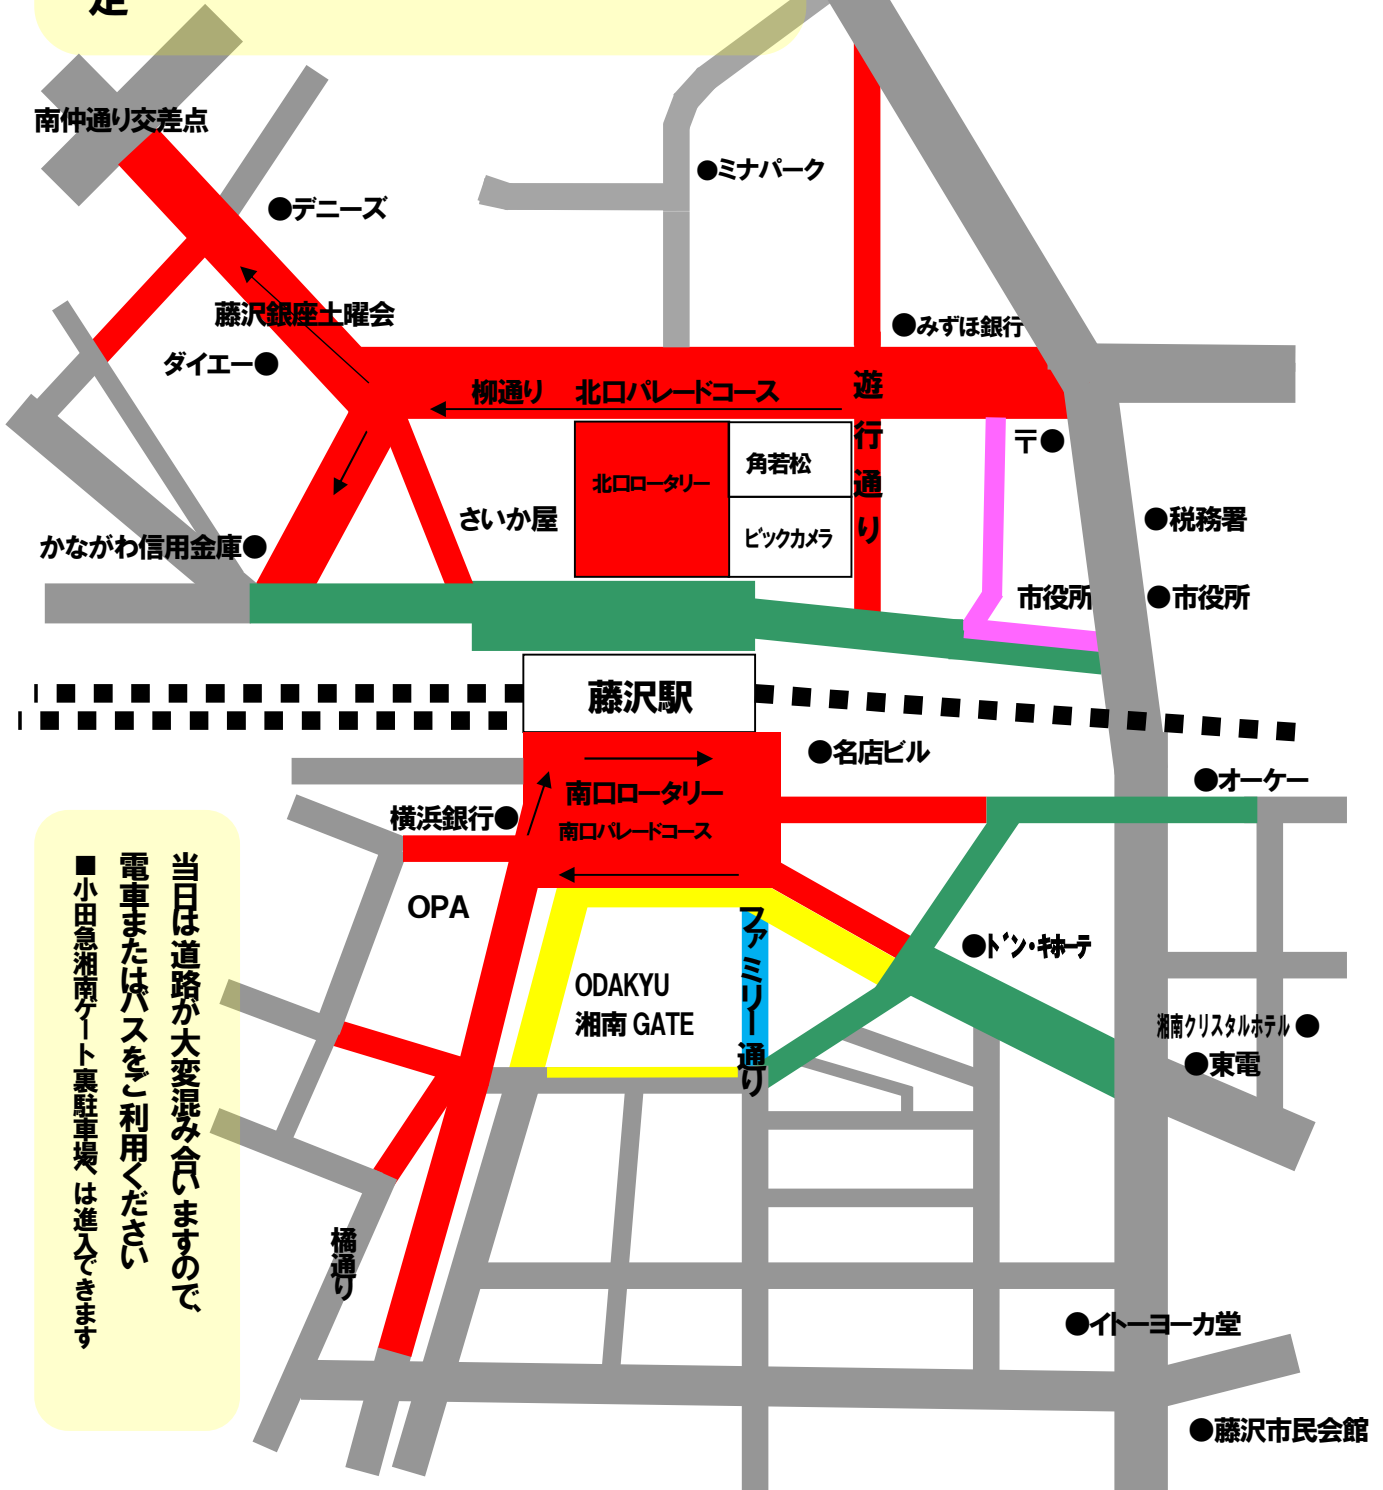 定
南仲通り交差点
●ミナパーク
●デニーズ
藤沢銀座土曜会
●みずほ銀行
ダイエー●
柳通り 北口パレードコース
遊行通り
〒●
角若松
北口ロータリー
さいか屋
ビックカメラ
●税務署
かながわ信用金庫●
市役所
●市役所
藤沢駅
●名店ビル
●オーケー
南口ロータリー
横浜銀行●
南口パレードコース
OPA
ファミリー通り
●ドン・キホーテ
ODAKYU
湘南 GATE
湘南クリスタルホテル●
●東電
当日は道路が大変混み合いますので、
電車またはバスをご利用ください
■小田急湘南ゲート裏駐車場へは進入できます
橘通り
●イトーヨーカ堂
●藤沢市民会館